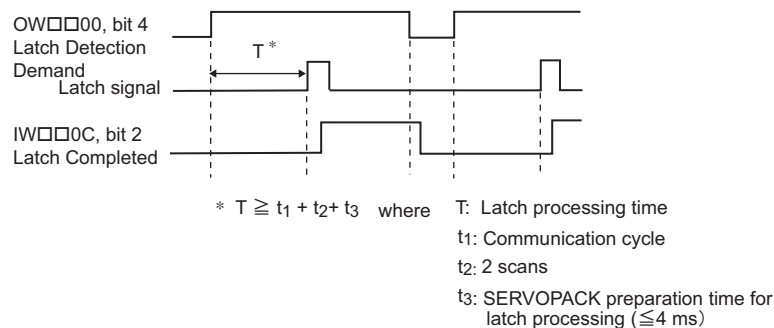 OW□□00, bit 4
Latch Detection
Demand
T *
Latch signal
IW□□0C, bit 2
Latch Completed
* T ≧ t1 + t2+ t3 where
T: Latch processing time
t1: Communication cycle
t2: 2 scans
t3: SERVOPACK preparation time for
latch processing (≦4 ms)